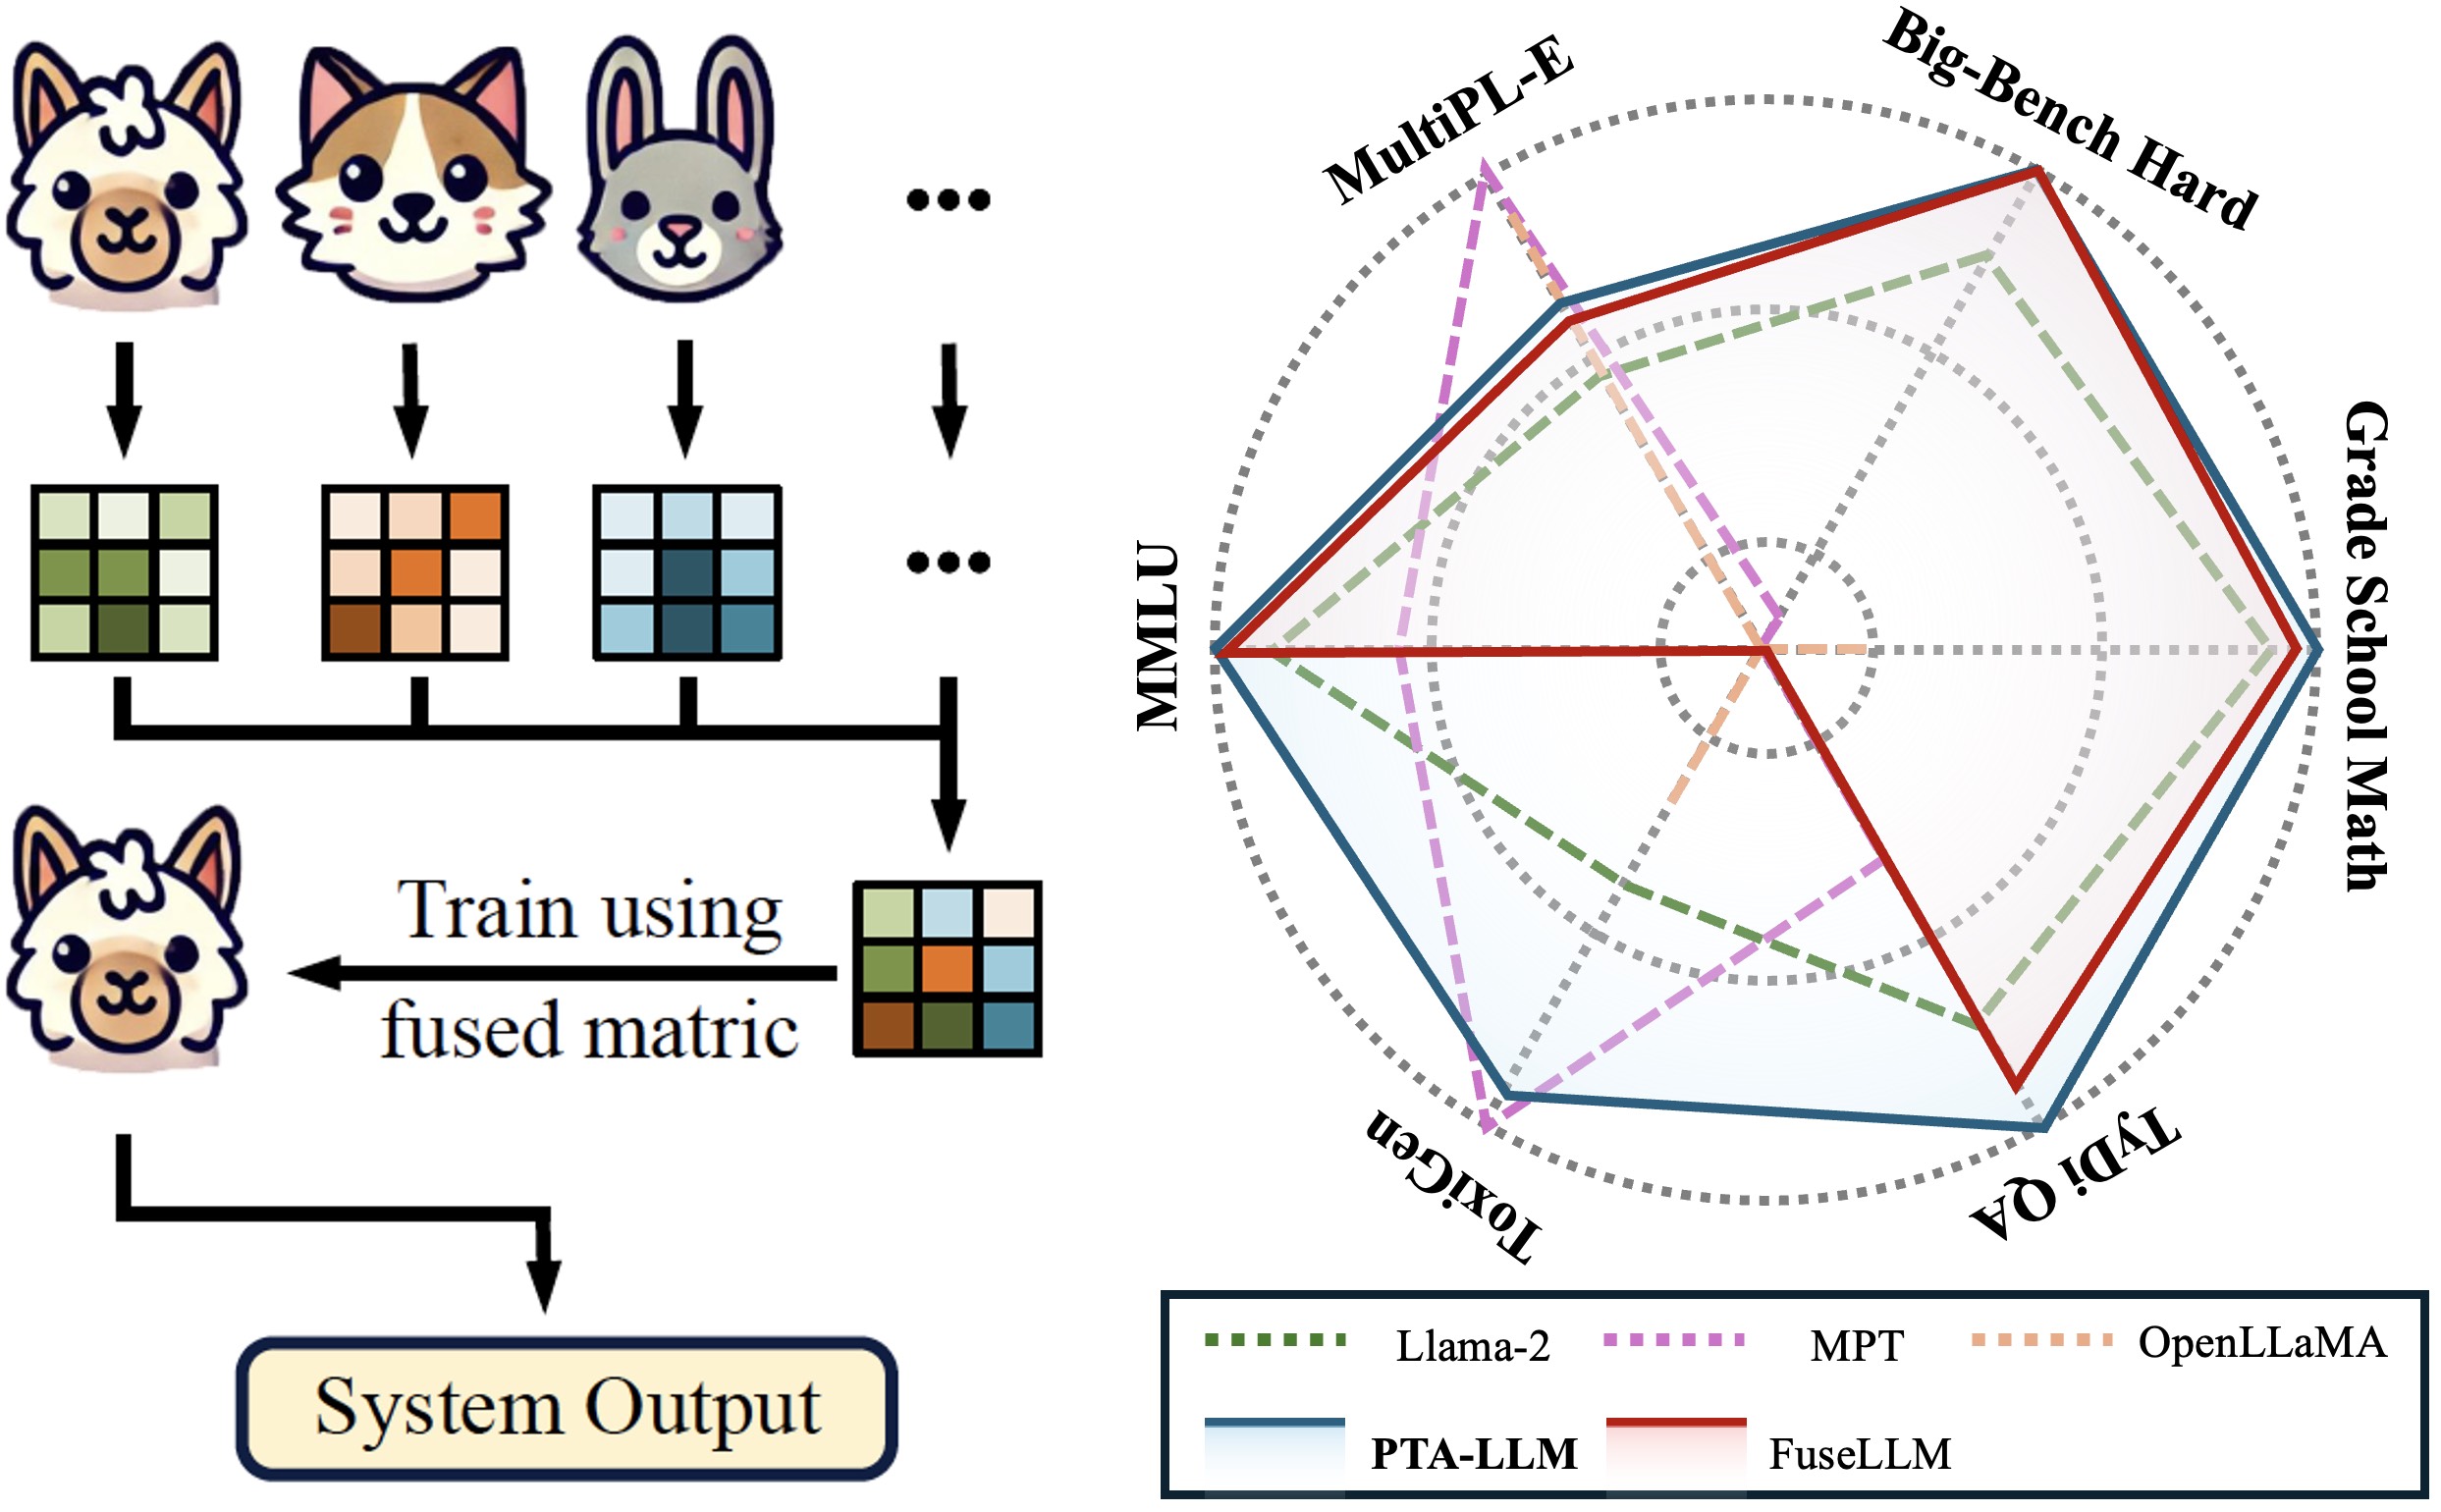 Train using
fused matric
System Output
MultiPL-E
Big-Bench Hard
MMLU
Grade School Math
ToxiGen
TyDi QA
Llama-2
MPT
OpenLLaMA
PTA-LLM
FuseLLM